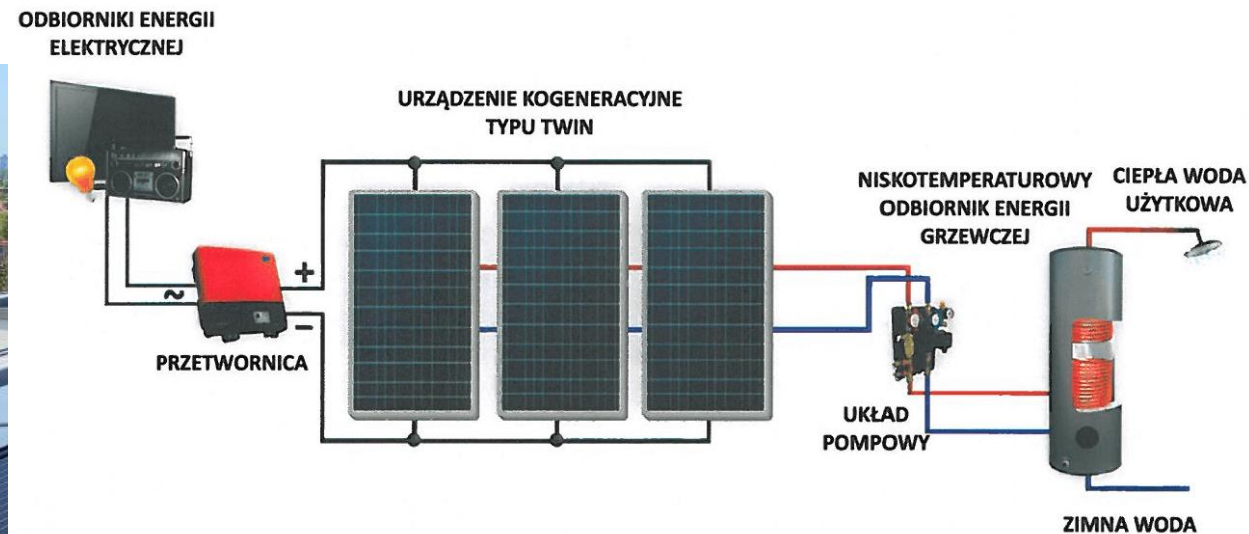 ODBIORNIKI ENERGII
ELEKTRYCZNEJ
URZĄDZENIE KOGENERACYJNE
TYPU TWIN
NISKOTEMPERATUROWY
ODBIORNIK ENERGII
GRZEWCZEJ
CIEPŁA WODA
UŻYTKOWA
+
~
–
PRZETWORNICA
UKŁAD
POMPOWY
ZIMNA WODA